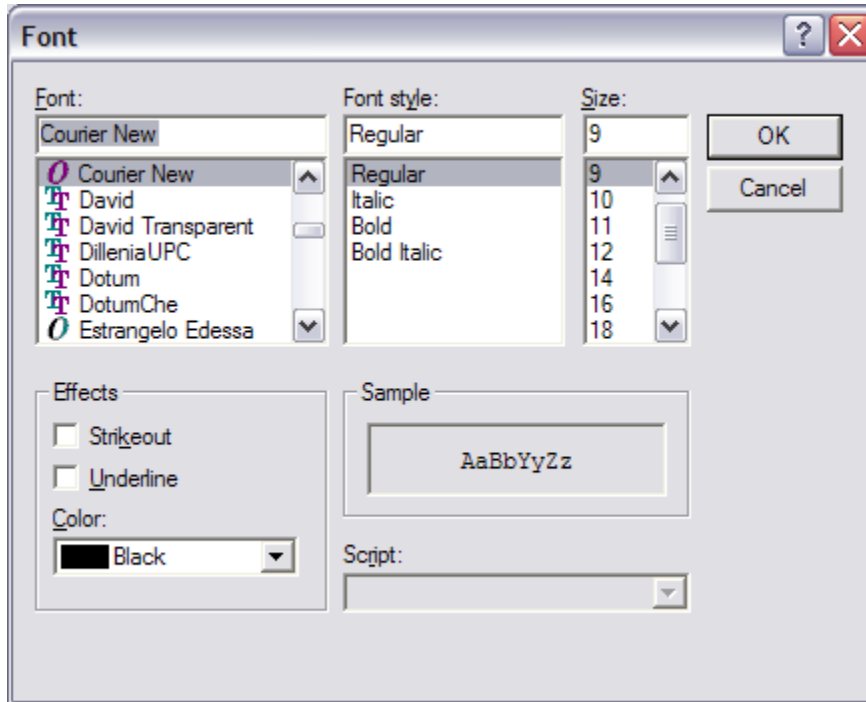 Font
Font:
Font style:
Size:
Courier New
Regular
9
OK
Courier New
David
David Transparent
DilleniaUPC
Dotum
DotumChe
Estrangelo Edessa
Regular
Italic
Bold
Bold Italic
9
10
11
12
14
16
18
Cancel
Effects
Strikeout
Underline
Color:
Black
Sample
AaBbYyZz
Script: